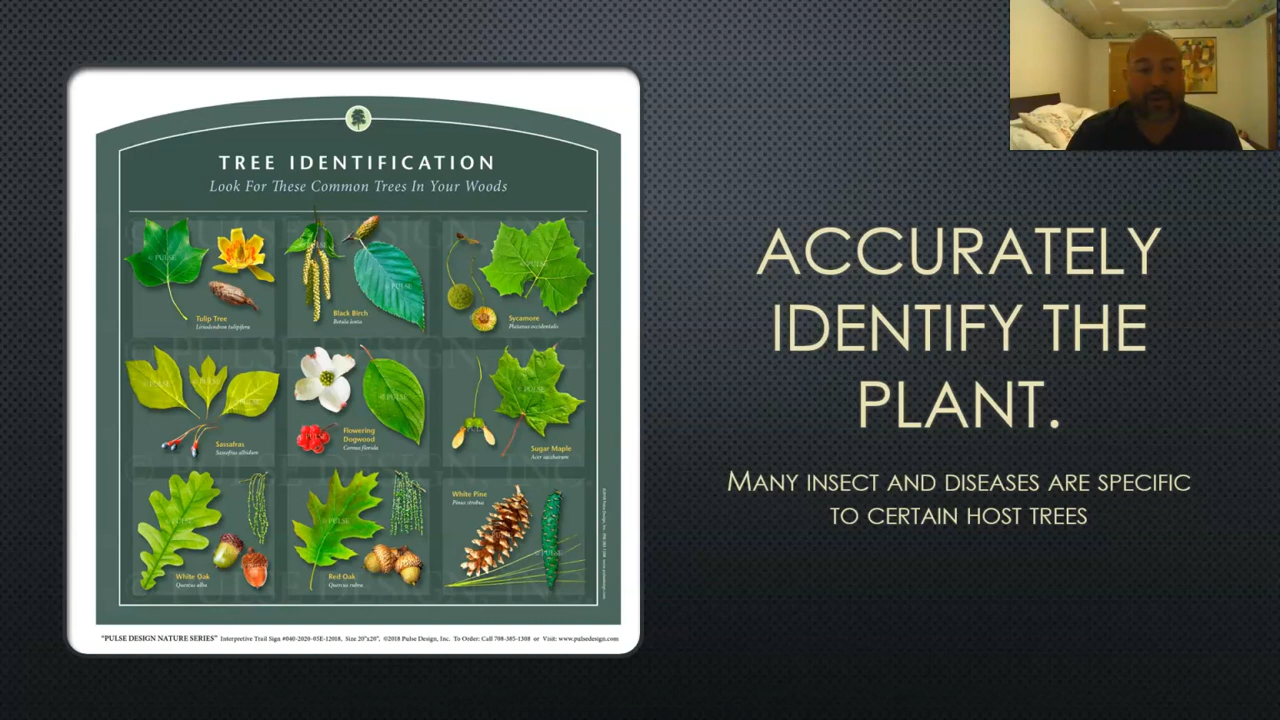 TREE IDENTIFICATION
Look For These Common Trees In Your Woods
Tulip Tree
Liriodendron tulipifera
Black Birch
Betula lenta
Sycamore
Platanus occidentalis
Sassafras
Sassafras albidum
Flowering
Dogwood
Cornus florida
Sugar Maple
Acer saccharum
White Oak
Quercus alba
Red Oak
Quercus rubra
White Pine
Pinus strobus
"PULSE DESIGN NATURE SERIES" Interpretive Trail Sign #040-2020-05E-12018, Size 20"x20", ©2018 Pulse Design, Inc. To Order: Call 708-385-1308 or Visit: www.pulsedesign.com
ACCURATELY
IDENTIFY THE
PLANT.
MANY INSECT AND DISEASES ARE SPECIFIC
TO CERTAIN HOST TREES